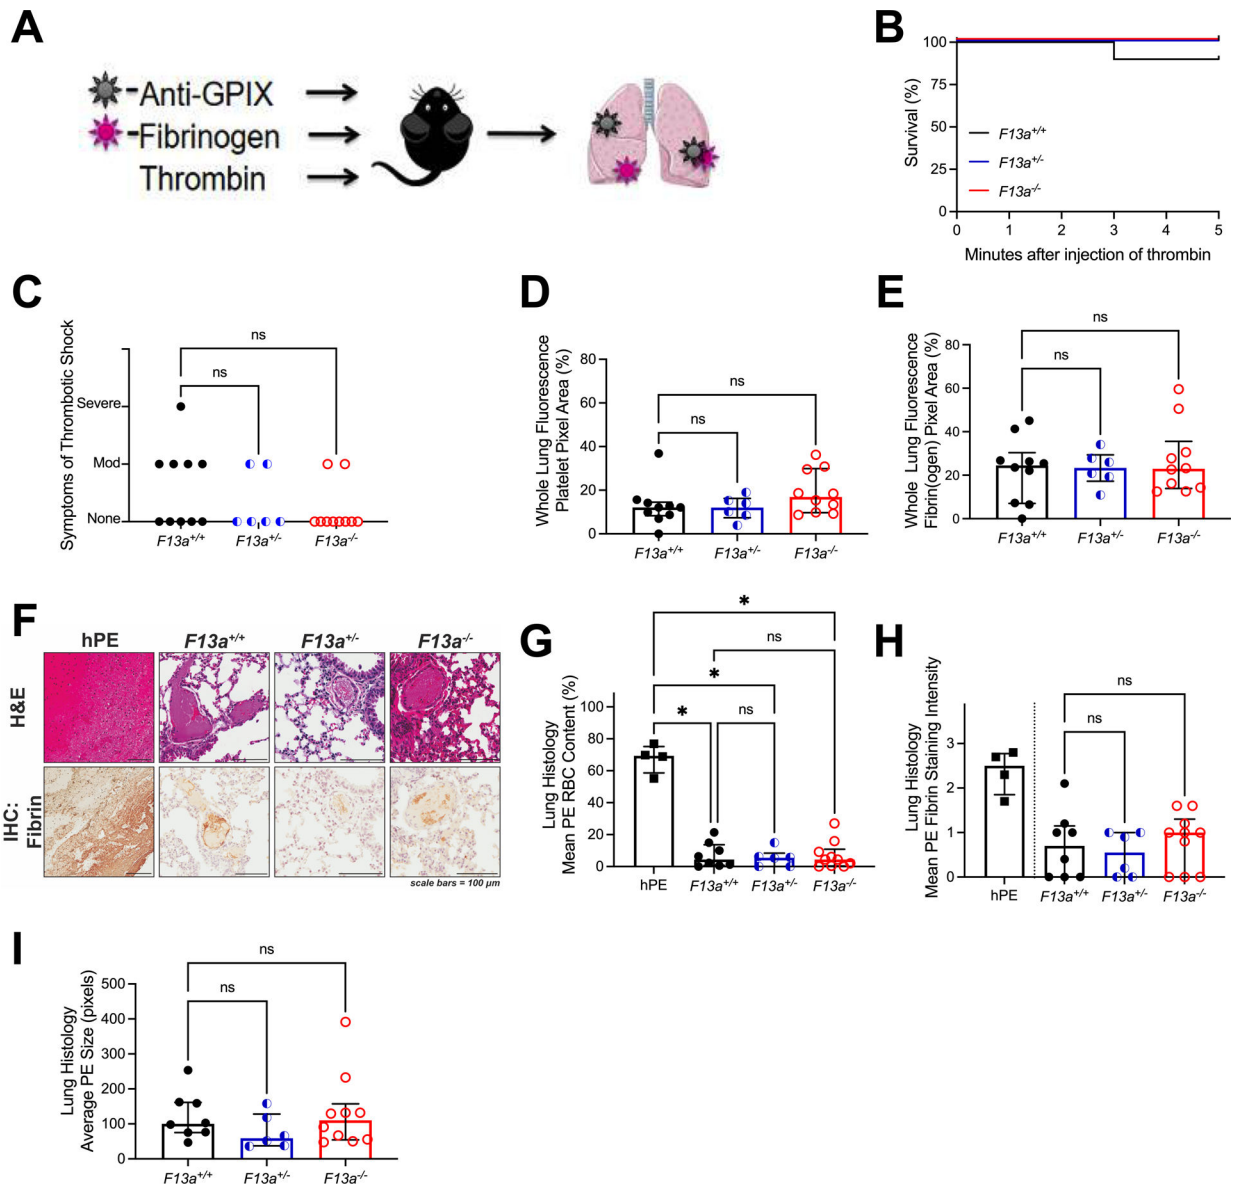 A
-Anti-GPIX
-Fibrinogen
Thrombin
B
Survival (%)
100
75
50
25
0
F13a+/+
F13a+/-
F13a-/-
0 1 2 3 4 5
Minutes after injection of thrombin
C
Symptoms of Thrombotic Shock
Severe
Mod
None
ns
ns
F13a+/+ F13a+/- F13a-/-
D
Whole Lung Fluorescence
Platelet Pixel Area (%)
80
60
40
20
0
ns
ns
F13a+/+ F13a+/- F13a-/-
E
Whole Lung Fluorescence
Fibrin(ogen) Pixel Area (%)
80
60
40
20
0
ns
ns
F13a+/+ F13a+/- F13a-/-
F
hPE F13a+/+ F13a+/- F13a-/-
H&E
IHC:
Fibrin
scale bars = 100 µm
G
Lung Histology
Mean PE RBC Content (%)
100
80
60
40
20
0
*
ns
*
* ns
hPE F13a+/+ F13a+/- F13a-/-
H
Lung Histology
Mean PE Fibrin Staining Intensity
3
2
1
0
ns
ns
hPE F13a+/+ F13a+/- F13a-/-
I
Lung Histology
Average PE Size (pixels)
500
400
300
200
100
0
ns
ns
F13a+/+ F13a+/- F13a-/-